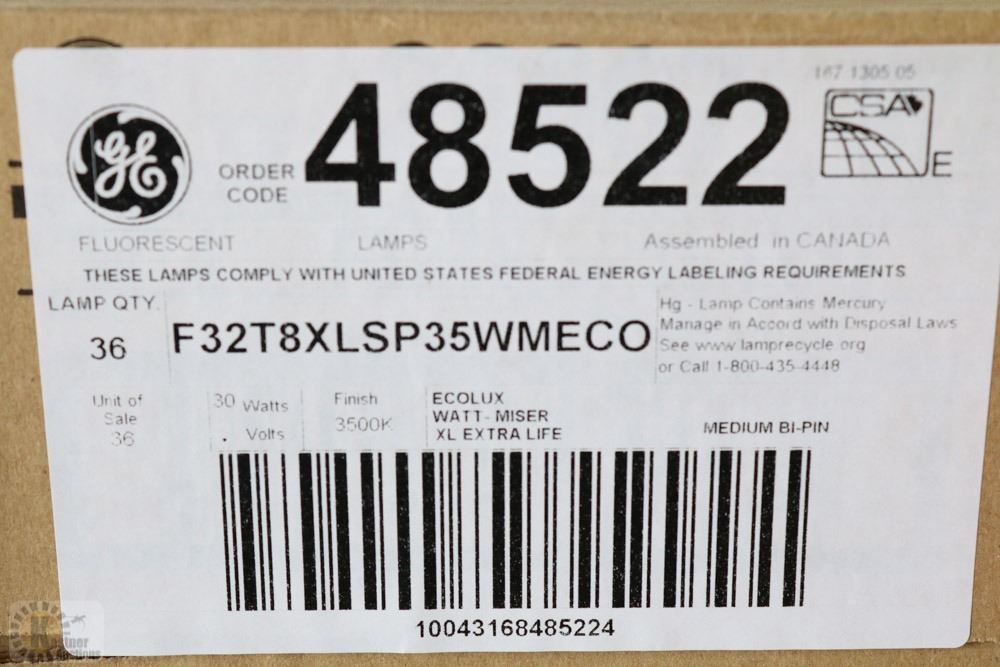 167 1305 05
GE
ORDER
CODE
48522
CSA
E
FLUORESCENT LAMPS Assembled in CANADA
THESE LAMPS COMPLY WITH UNITED STATES FEDERAL ENERGY LABELING REQUIREMENTS
LAMP QTY.
36
F32T8XLSP35WMECO
Hg - Lamp Contains Mercury
Manage in Accord with Disposal Laws
See www lamprecycle.org
or Call 1-800-435-4448
Unit of
Sale
36
30 Watts
. Volts
Finish
3500K
ECOLUX
WATT-MISER
XL EXTRA LIFE
MEDIUM BI-PIN
10043168485224
Kastner
Auctions